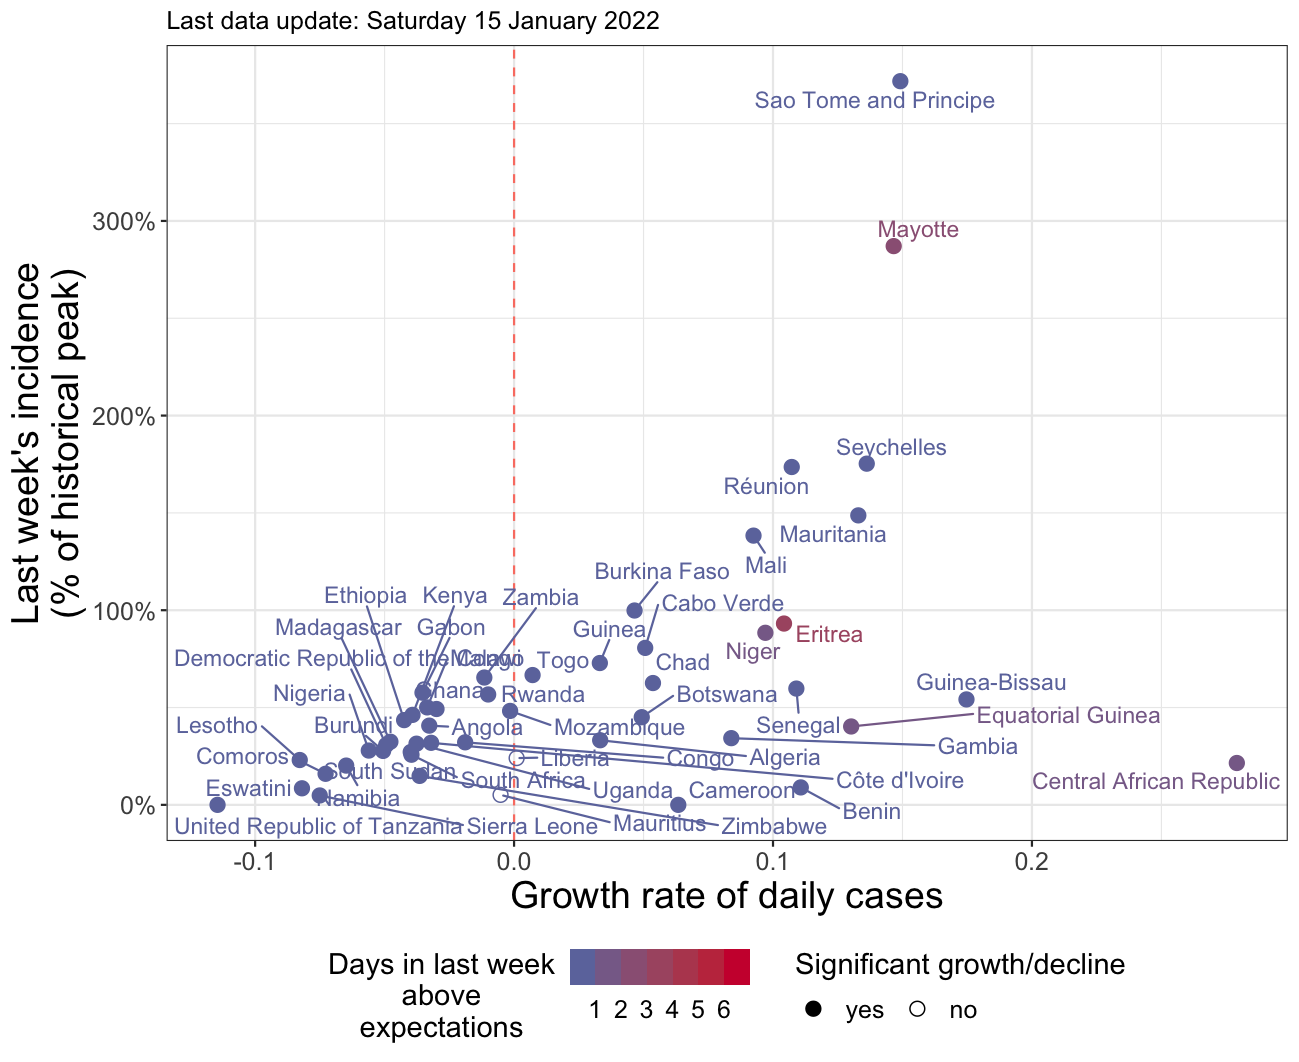 Last data update: Saturday 15 January 2022
Last week's incidence
(% of historical peak)
300%
200%
100%
0%
Sao Tome and Principe
Mayotte
Seychelles
Réunion
Mauritania
Mali
Burkina Faso
Ethiopia
Kenya
Zambia
Cabo Verde
Madagascar
Gabon
Guinea
Eritrea
Niger
Democratic Republic of the Congo
Malawi
Togo
Chad
Guinea-Bissau
Nigeria
Ghana
Rwanda
Botswana
Equatorial Guinea
Lesotho
Burundi
Angola
Mozambique
Senegal
Gambia
Comoros
Liberia
Congo
Algeria
South Sudan
South Africa
Côte d'Ivoire
Central African Republic
Eswatini
Namibia
Uganda
Cameroon
Benin
United Republic of Tanzania
Sierra Leone
Mauritius
Zimbabwe
-0.1
0.0
0.1
0.2
Growth rate of daily cases
Days in last week
above
expectations
1 2 3 4 5 6
Significant growth/decline
yes
no